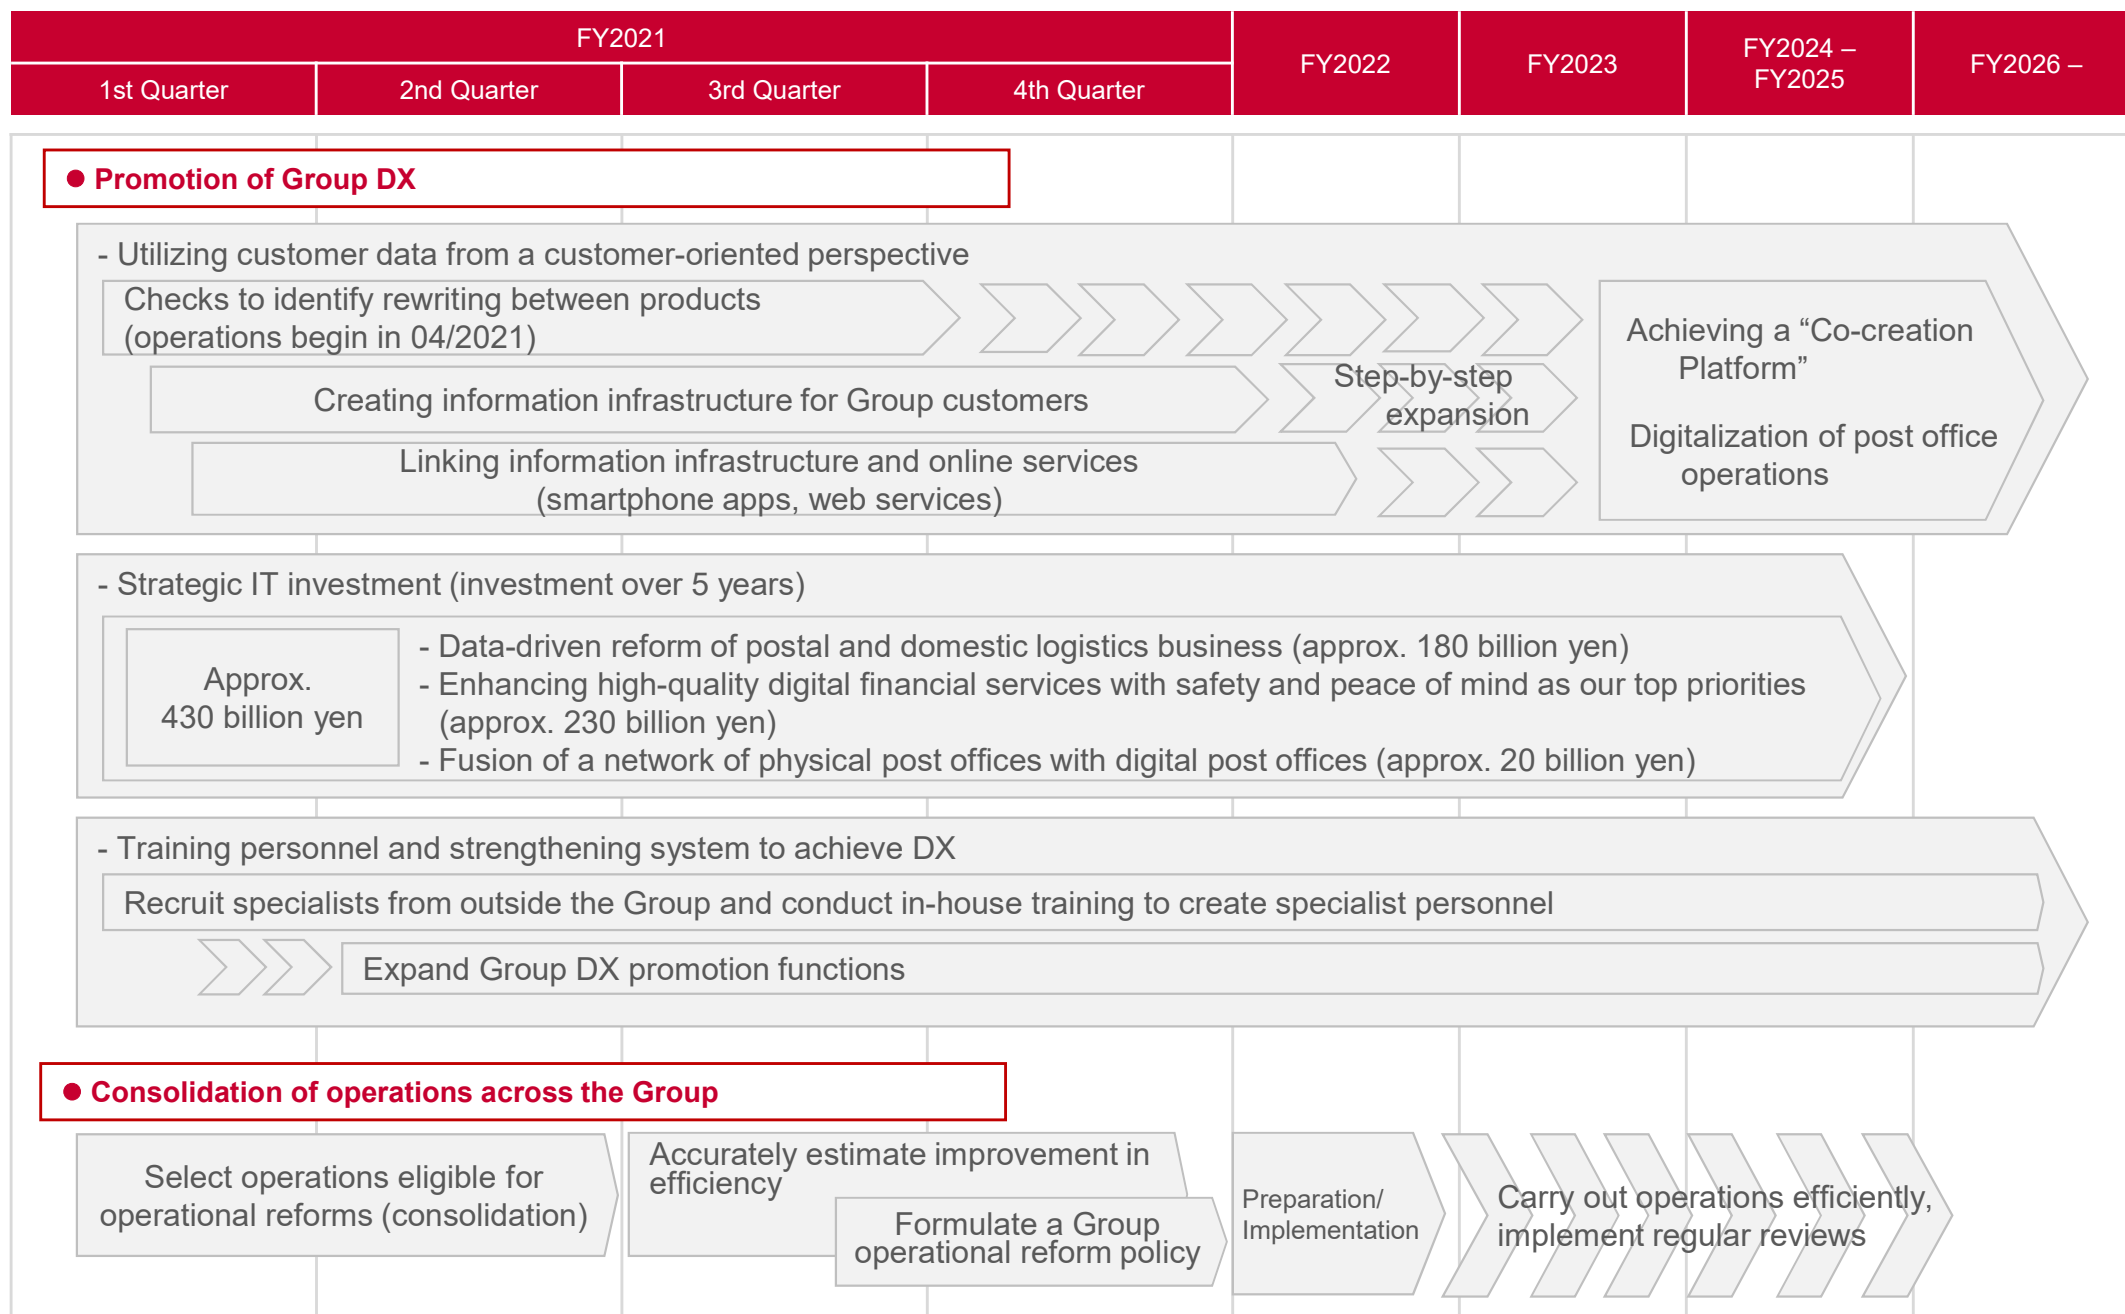 FY2021
FY2022
FY2023
FY2024 –
FY2025
FY2026 –
1st Quarter
2nd Quarter
3rd Quarter
4th Quarter
● Promotion of Group DX
- Utilizing customer data from a customer-oriented perspective
Checks to identify rewriting between products
(operations begin in 04/2021)
Creating information infrastructure for Group customers
Linking information infrastructure and online services
(smartphone apps, web services)
Step-by-step
expansion
Achieving a “Co-creation
Platform”
Digitalization of post office
operations
- Strategic IT investment (investment over 5 years)
Approx.
430 billion yen
- Data-driven reform of postal and domestic logistics business (approx. 180 billion yen)
- Enhancing high-quality digital financial services with safety and peace of mind as our top priorities
(approx. 230 billion yen)
- Fusion of a network of physical post offices with digital post offices (approx. 20 billion yen)
- Training personnel and strengthening system to achieve DX
Recruit specialists from outside the Group and conduct in-house training to create specialist personnel
Expand Group DX promotion functions
● Consolidation of operations across the Group
Select operations eligible for
operational reforms (consolidation)
Accurately estimate improvement in
efficiency
Formulate a Group
operational reform policy
Preparation/
Implementation
Carry out operations efficiently,
implement regular reviews